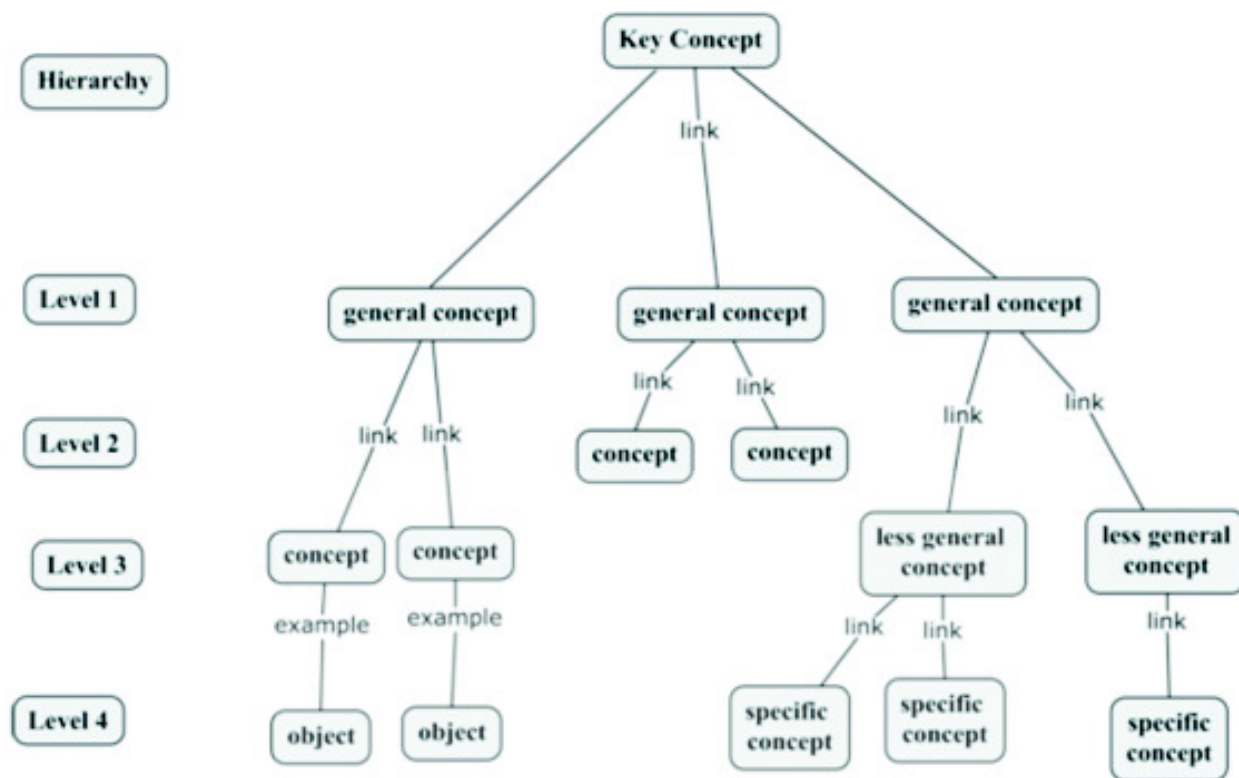 Key Concept
Hierarchy
link
Level 1
general concept
general concept
general concept
link
link
link
link
link
link
Level 2
concept
concept
Level 3
concept
concept
less general
concept
less general
concept
example
example
link
link
link
Level 4
object
object
specific
concept
specific
concept
specific
concept